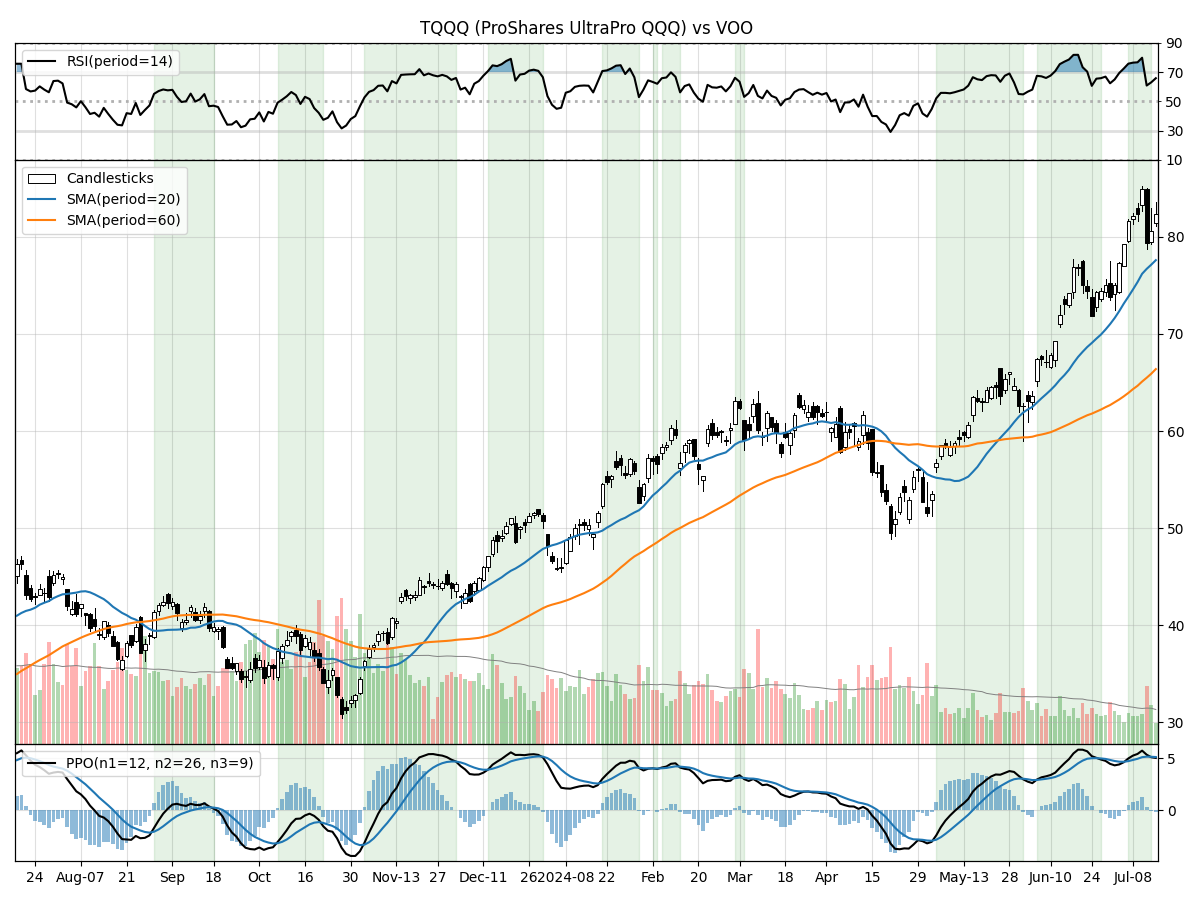 TQQQ (ProShares UltraPro QQQ) vs VOO
RSI(period=14)
90
70
50
30
10
Candlesticks
SMA(period=20)
SMA(period=60)
80
70
60
50
40
30
PPO(n1=12, n2=26, n3=9)
5
0
24 Aug-07 21 Sep 18 Oct 16 30 Nov-13 27 Dec-11 26 2024-08 22 Feb 20 Mar 18 Apr 15 29 May-13 28 Jun-10 24 Jul-08